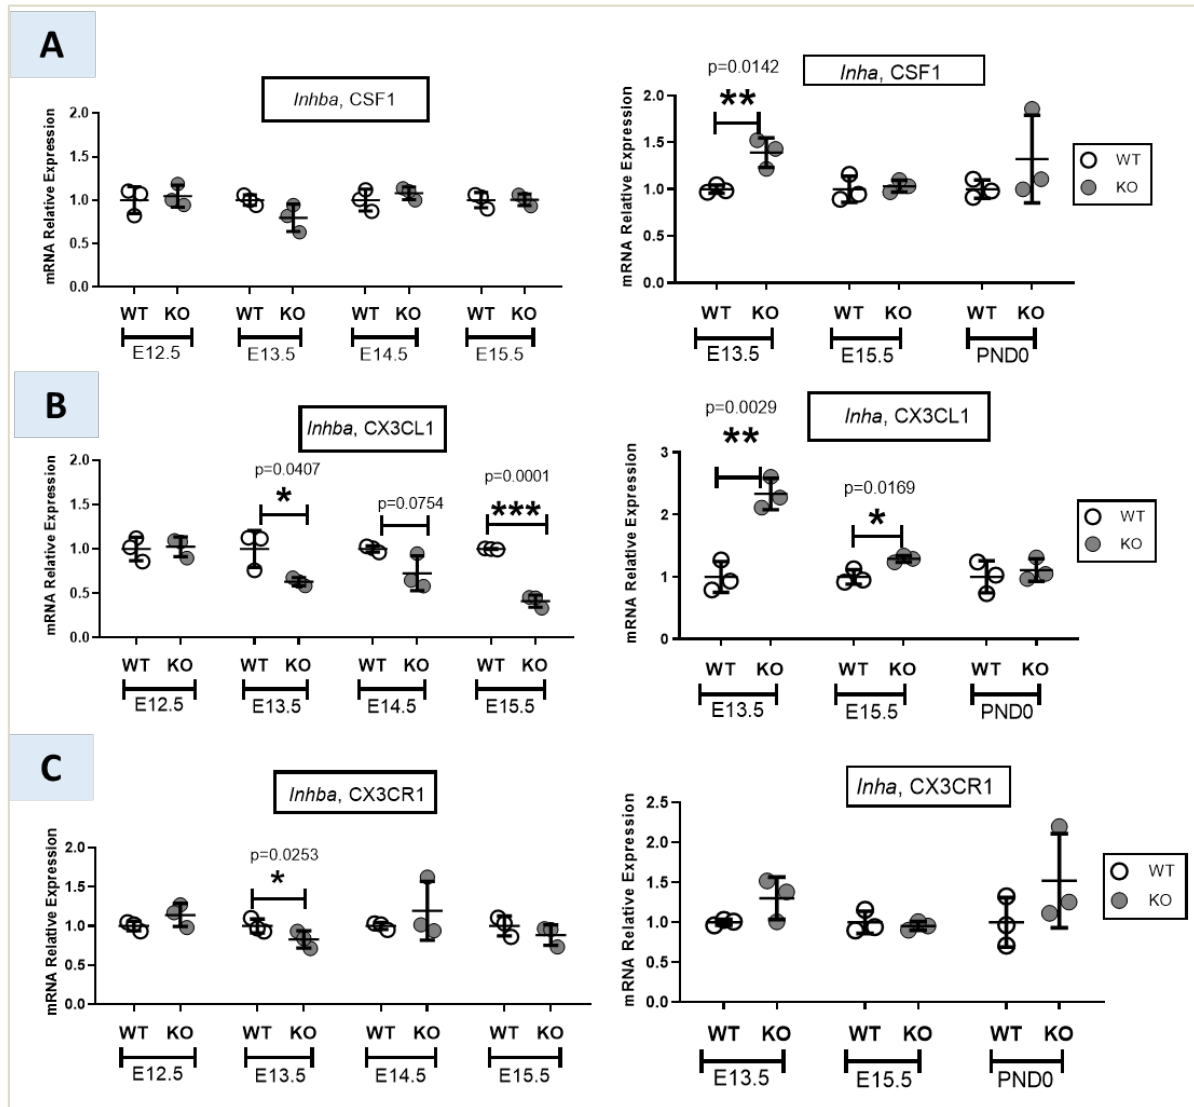 A
Inhba, CSF1
mRNA Relative Expression
2.0
1.5
1.0
0.5
0.0
WT KO WT KO WT KO WT KO
E12.5 E13.5 E14.5 E15.5
p=0.0142
**
Inha, CSF1
mRNA Relative Expression
2.0
1.5
1.0
0.5
0.0
WT KO WT KO WT KO
E13.5 E15.5 PND0
WT
KO
B
Inhba, CX3CL1
mRNA Relative Expression
2.0
1.5
1.0
0.5
0.0
p=0.0407
*
p=0.0754
p=0.0001
***
WT KO WT KO WT KO WT KO
E12.5 E13.5 E14.5 E15.5
p=0.0029
**
Inha, CX3CL1
mRNA Relative Expression
3
2
1
0
p=0.0169
*
WT KO WT KO WT KO
E13.5 E15.5 PND0
WT
KO
C
Inhba, CX3CR1
mRNA Relative Expression
2.0
1.5
1.0
0.5
0.0
p=0.0253
*
WT KO WT KO WT KO WT KO
E12.5 E13.5 E14.5 E15.5
Inha, CX3CR1
mRNA Relative Expression
2.5
2.0
1.5
1.0
0.5
0.0
WT KO WT KO WT KO
E13.5 E15.5 PND0
WT
KO